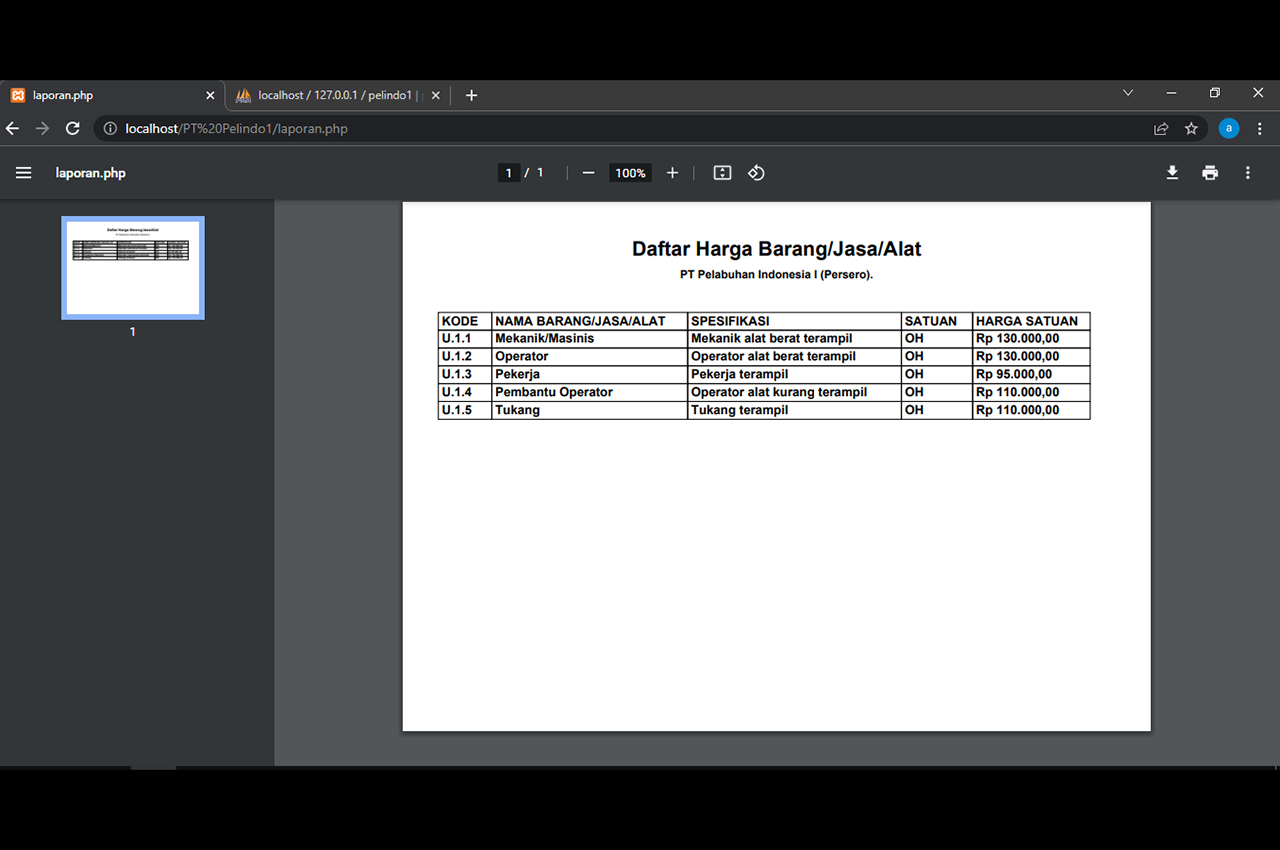 laporan.php
localhost / 127.0.0.1 / pelindo1 |
localhost/PT%20Pelindo1/laporan.php
a
laporan.php
1 / 1
100%
1
Daftar Harga Barang/Jasa/Alat
PT Pelabuhan Indonesia I (Persero).
KODE NAMA BARANG/JASA/ALAT SPESIFIKASI SATUAN HARGA SATUAN
U.1.1 Mekanik/Masinis Mekanik alat berat terampil OH Rp 130.000,00
U.1.2 Operator Operator alat berat terampil OH Rp 130.000,00
U.1.3 Pekerja Pekerja terampil OH Rp 95.000,00
U.1.4 Pembantu Operator Operator alat kurang terampil OH Rp 110.000,00
U.1.5 Tukang Tukang terampil OH Rp 110.000,00